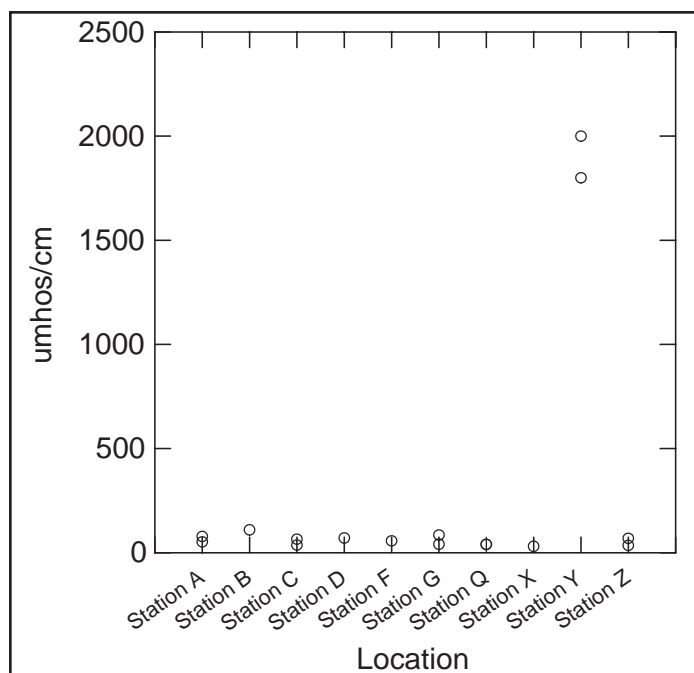 2500
2000
1500
1000
500
0
umhos/cm
Station A
Station B
Station C
Station D
Station F
Station G
Station Q
Station X
Station Y
Station Z
Location